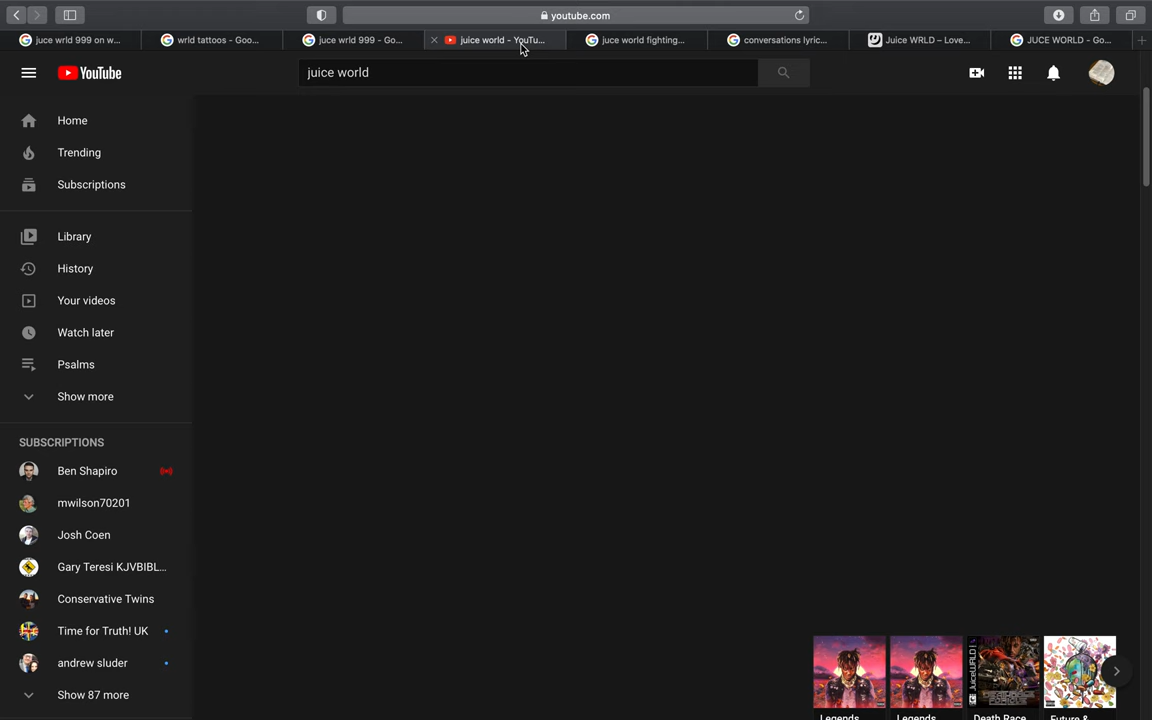 youtube.com
juce wrld 999 on w...
wrld tattoos - Goo...
juce wrld 999 - Go...
juice world - YouTu...
juce world fighting...
conversations lyric...
Juice WRLD – Love...
JUCE WORLD - Go...
YouTube
juice world
Home
Trending
Subscriptions
Library
History
Your videos
Watch later
Psalms
Show more
SUBSCRIPTIONS
Ben Shapiro
mwilson70201
Josh Coen
Gary Teresi KJVBIBL...
Conservative Twins
Time for Truth! UK
andrew sluder
Show 87 more
Legends
Legends
Death Race
Future &